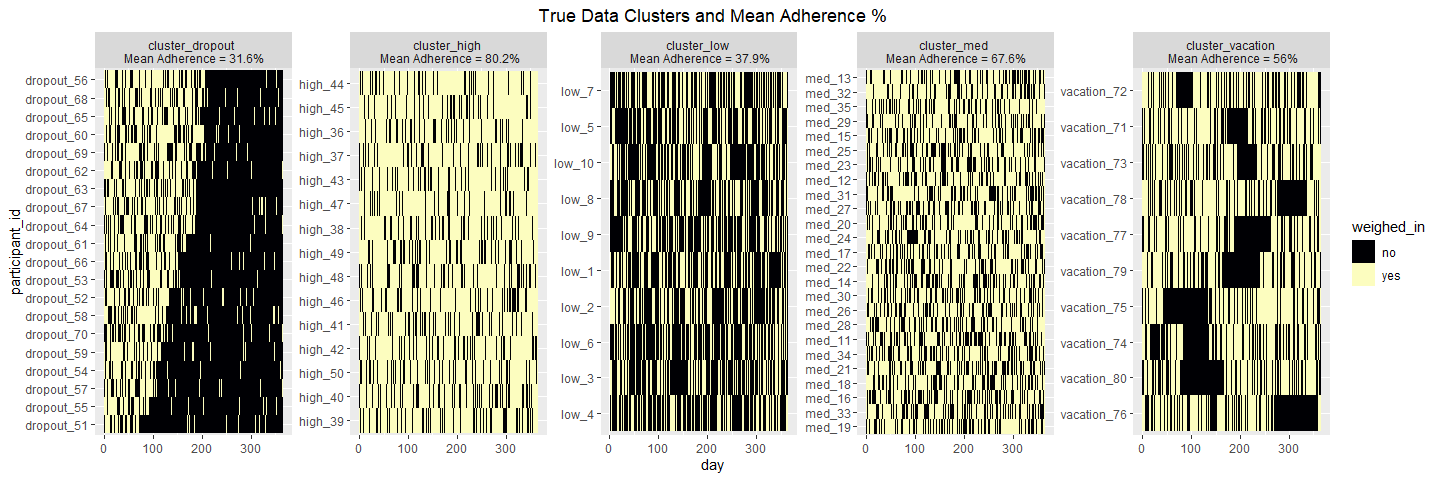 True Data Clusters and Mean Adherence %
cluster_dropout
Mean Adherence = 31.6%
cluster_high
Mean Adherence = 80.2%
cluster_low
Mean Adherence = 37.9%
cluster_med
Mean Adherence = 67.6%
cluster_vacation
Mean Adherence = 56%
participant_id
dropout_56
dropout_68
dropout_65
dropout_60
dropout_69
dropout_62
dropout_63
dropout_67
dropout_64
dropout_61
dropout_66
dropout_53
dropout_52
dropout_58
dropout_70
dropout_59
dropout_54
dropout_57
dropout_55
dropout_51
0 100 200 300
high_44
high_45
high_36
high_37
high_43
high_47
high_38
high_49
high_48
high_46
high_41
high_42
high_50
high_40
high_39
0 100 200 300
low_7
low_5
low_10
low_8
low_9
low_1
low_2
low_6
low_3
low_4
0 100 200 300
med_13
med_32
med_35
med_29
med_15
med_25
med_23
med_12
med_31
med_27
med_20
med_24
med_17
med_22
med_14
med_30
med_26
med_28
med_11
med_34
med_21
med_18
med_16
med_33
med_19
0 100 200 300
vacation_72
vacation_71
vacation_73
vacation_78
vacation_77
vacation_79
vacation_75
vacation_74
vacation_80
vacation_76
0 100 200 300
day
weighed_in
no
yes